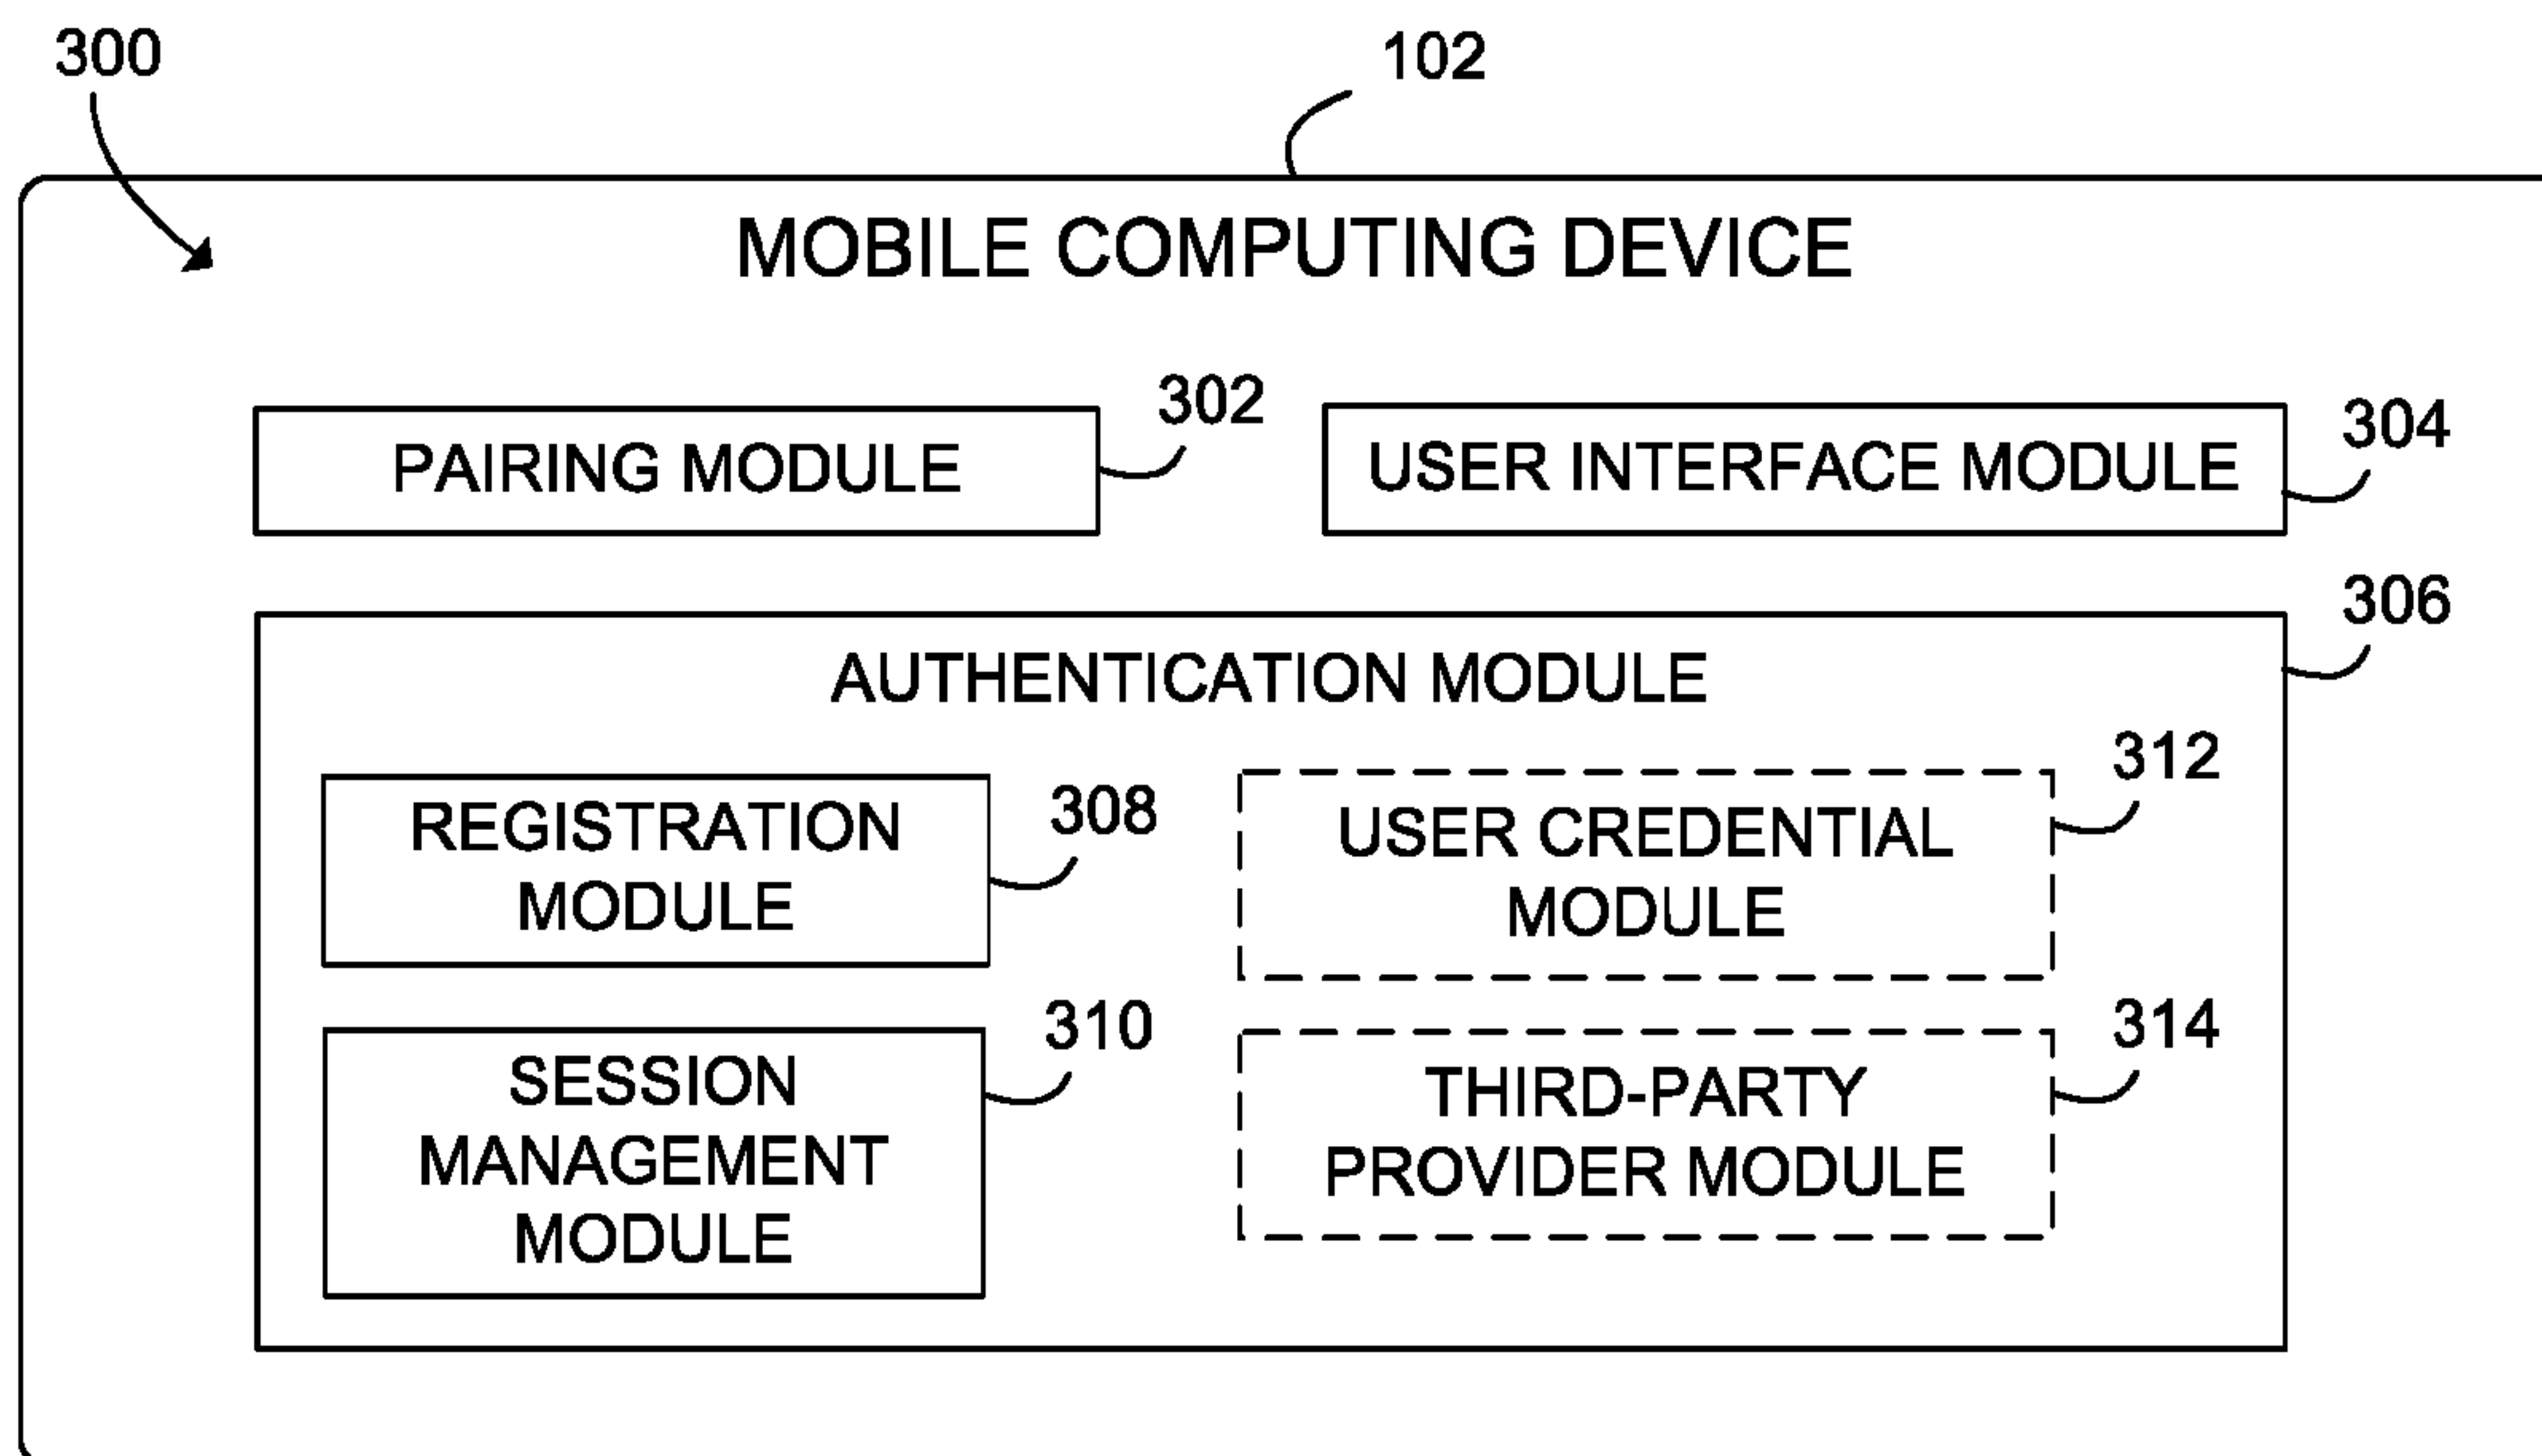 300
102
MOBILE COMPUTING DEVICE
302
PAIRING MODULE
304
USER INTERFACE MODULE
306
AUTHENTICATION MODULE
308
REGISTRATION
MODULE
312
USER CREDENTIAL
MODULE
310
SESSION
MANAGEMENT
MODULE
314
THIRD-PARTY
PROVIDER MODULE